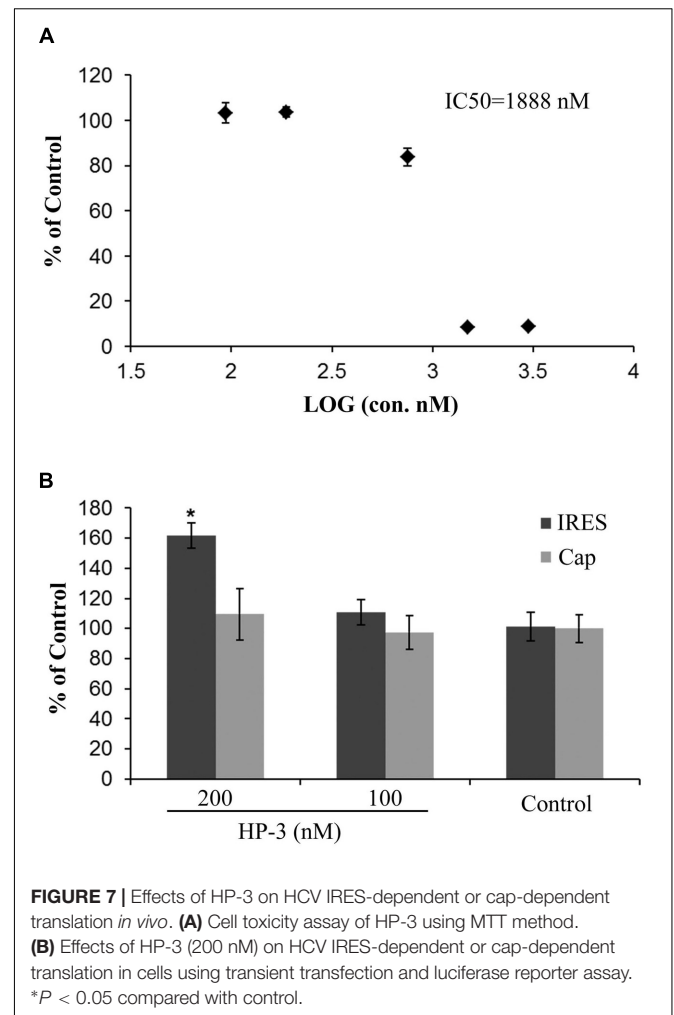 A
120
100
80
60
40
20
0
% of Control
IC50=1888 nM
1.5 2 2.5 3 3.5 4
LOG (con. nM)
B
180
160
140
120
100
80
60
40
20
0
% of Control
*
IRES
Cap
200 100 Control
HP-3 (nM)
FIGURE 7 | Effects of HP-3 on HCV IRES-dependent or cap-dependent
translation in vivo. (A) Cell toxicity assay of HP-3 using MTT method.
(B) Effects of HP-3 (200 nM) on HCV IRES-dependent or cap-dependent
translation in cells using transient transfection and luciferase reporter assay.
*P < 0.05 compared with control.